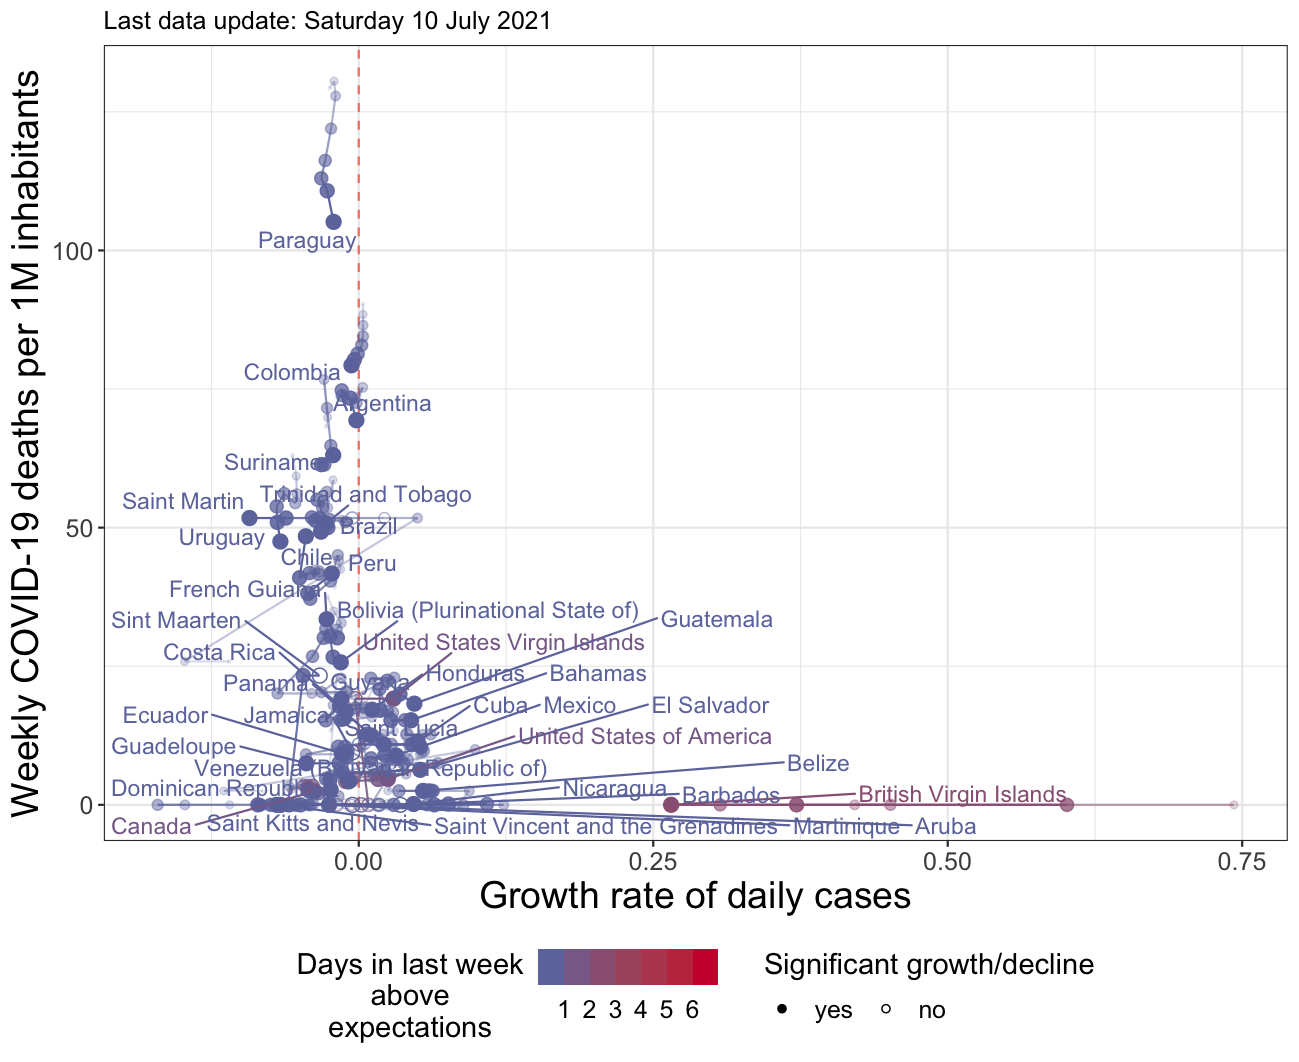 Last data update: Saturday 10 July 2021
Weekly COVID-19 deaths per 1M inhabitants
100
50
0
Paraguay
Colombia
Argentina
Suriname
Trinidad and Tobago
Saint Martin
Brazil
Uruguay
Chile
Peru
French Guiana
Bolivia (Plurinational State of)
Sint Maarten
Guatemala
United States Virgin Islands
Costa Rica
Honduras
Bahamas
Panama
Guyana
Cuba
Mexico
El Salvador
Ecuador
Jamaica
Saint Lucia
United States of America
Guadeloupe
Venezuela (Bolivarian Republic of)
Belize
Dominican Republic
Nicaragua
Barbados
British Virgin Islands
Canada
Saint Kitts and Nevis
Saint Vincent and the Grenadines
Martinique
Aruba
0.00
0.25
0.50
0.75
Growth rate of daily cases
Days in last week
above
expectations
1 2 3 4 5 6
Significant growth/decline
yes
no